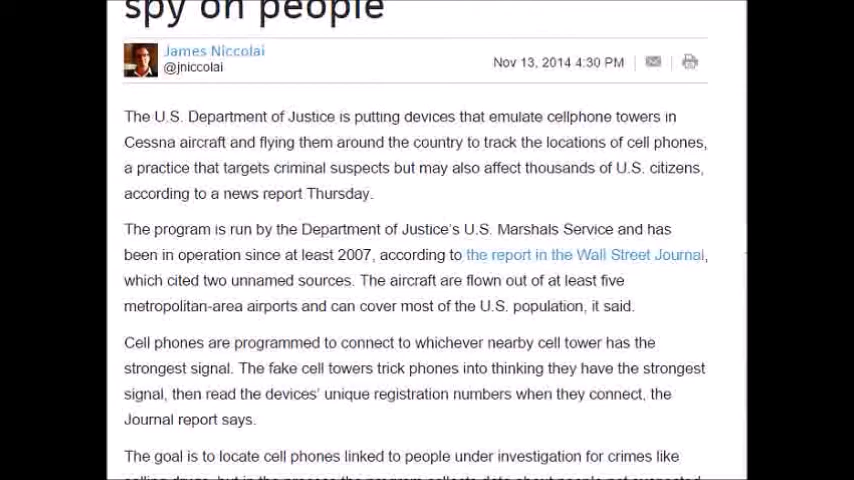 spy on people
James Niccolai
@jniccolai
Nov 13, 2014 4:30 PM
The U.S. Department of Justice is putting devices that emulate cellphone towers in
Cessna aircraft and flying them around the country to track the locations of cell phones,
a practice that targets criminal suspects but may also affect thousands of U.S. citizens,
according to a news report Thursday.
The program is run by the Department of Justice's U.S. Marshals Service and has
been in operation since at least 2007, according to the report in the Wall Street Journal,
which cited two unnamed sources. The aircraft are flown out of at least five
metropolitan-area airports and can cover most of the U.S. population, it said.
Cell phones are programmed to connect to whichever nearby cell tower has the
strongest signal. The fake cell towers trick phones into thinking they have the strongest
signal, then read the devices' unique registration numbers when they connect, the
Journal report says.
The goal is to locate cell phones linked to people under investigation for crimes like